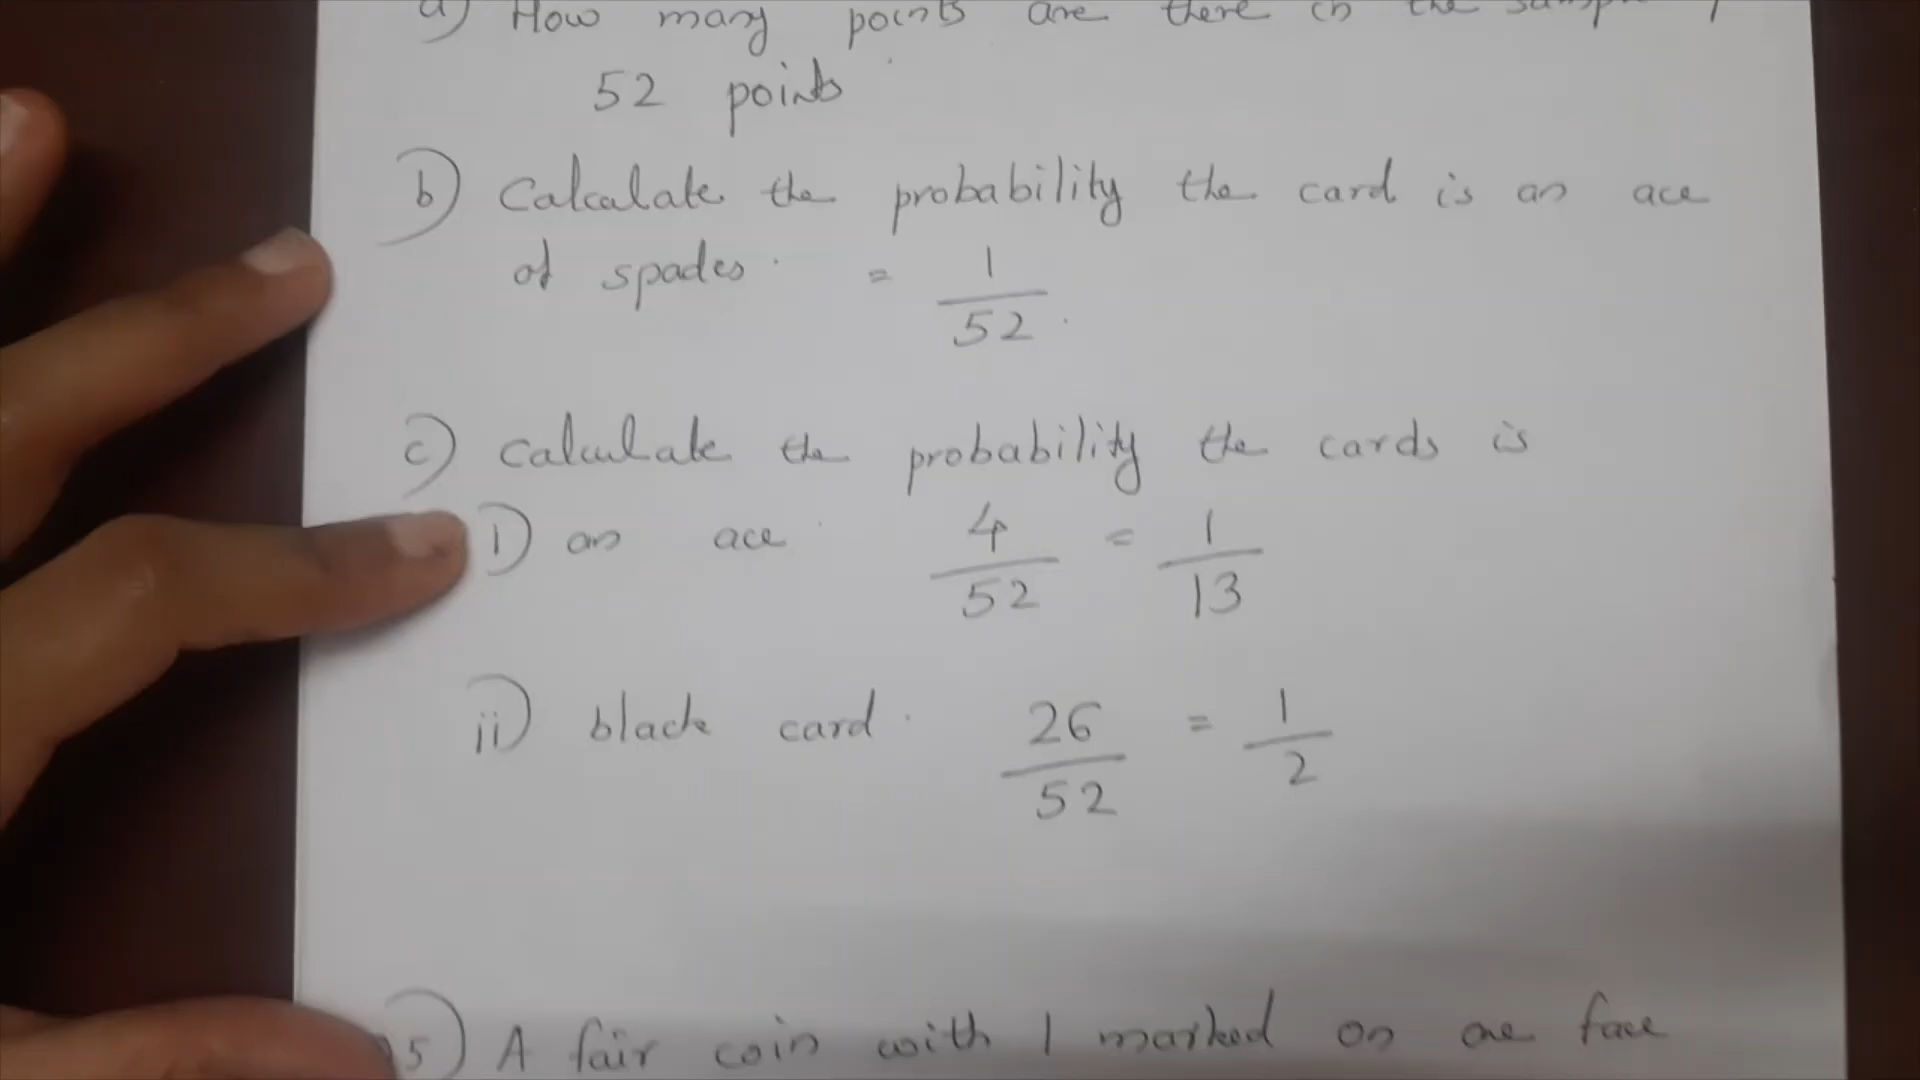 a) How many points are there in the
52 points
b) Calculate the probability the card is an ace
of spades. = 1/52.
c) Calculate the probability the cards is
i) an ace. 4/52 = 1/13
ii) black card. 26/52 = 1/2
5) A fair coin with 1 marked on one face